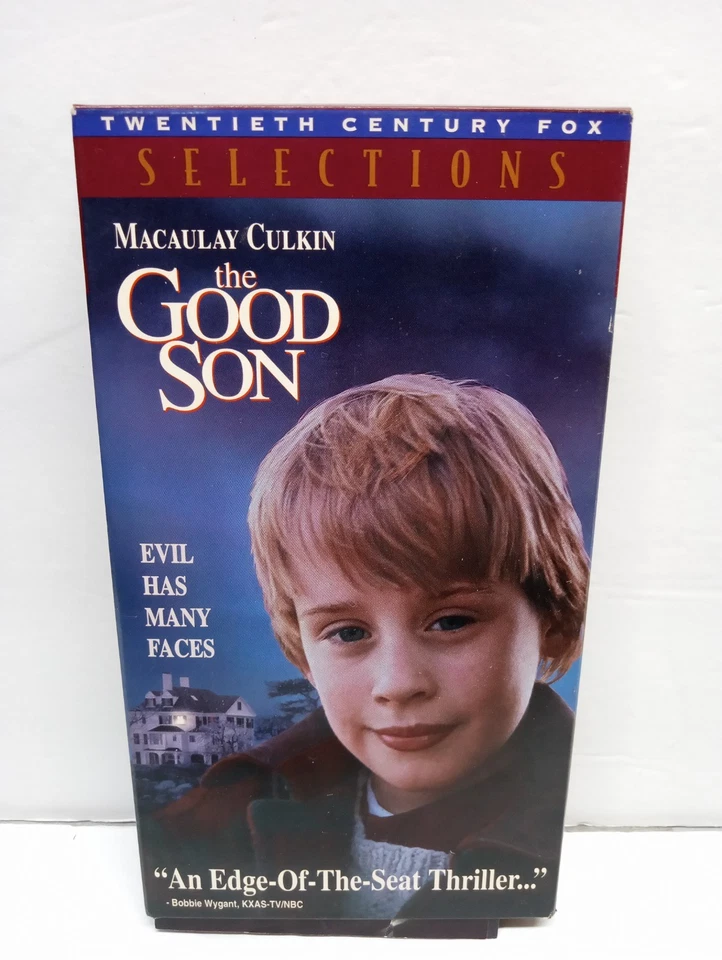 TWENTIETH CENTURY FOX
SELECTIONS
MACAULAY CULKIN
the
GOOD
SON
EVIL
HAS
MANY
FACES
“An Edge-Of-The-Seat Thriller...”
- Bobbie Wygant, KXAS-TV/NBC